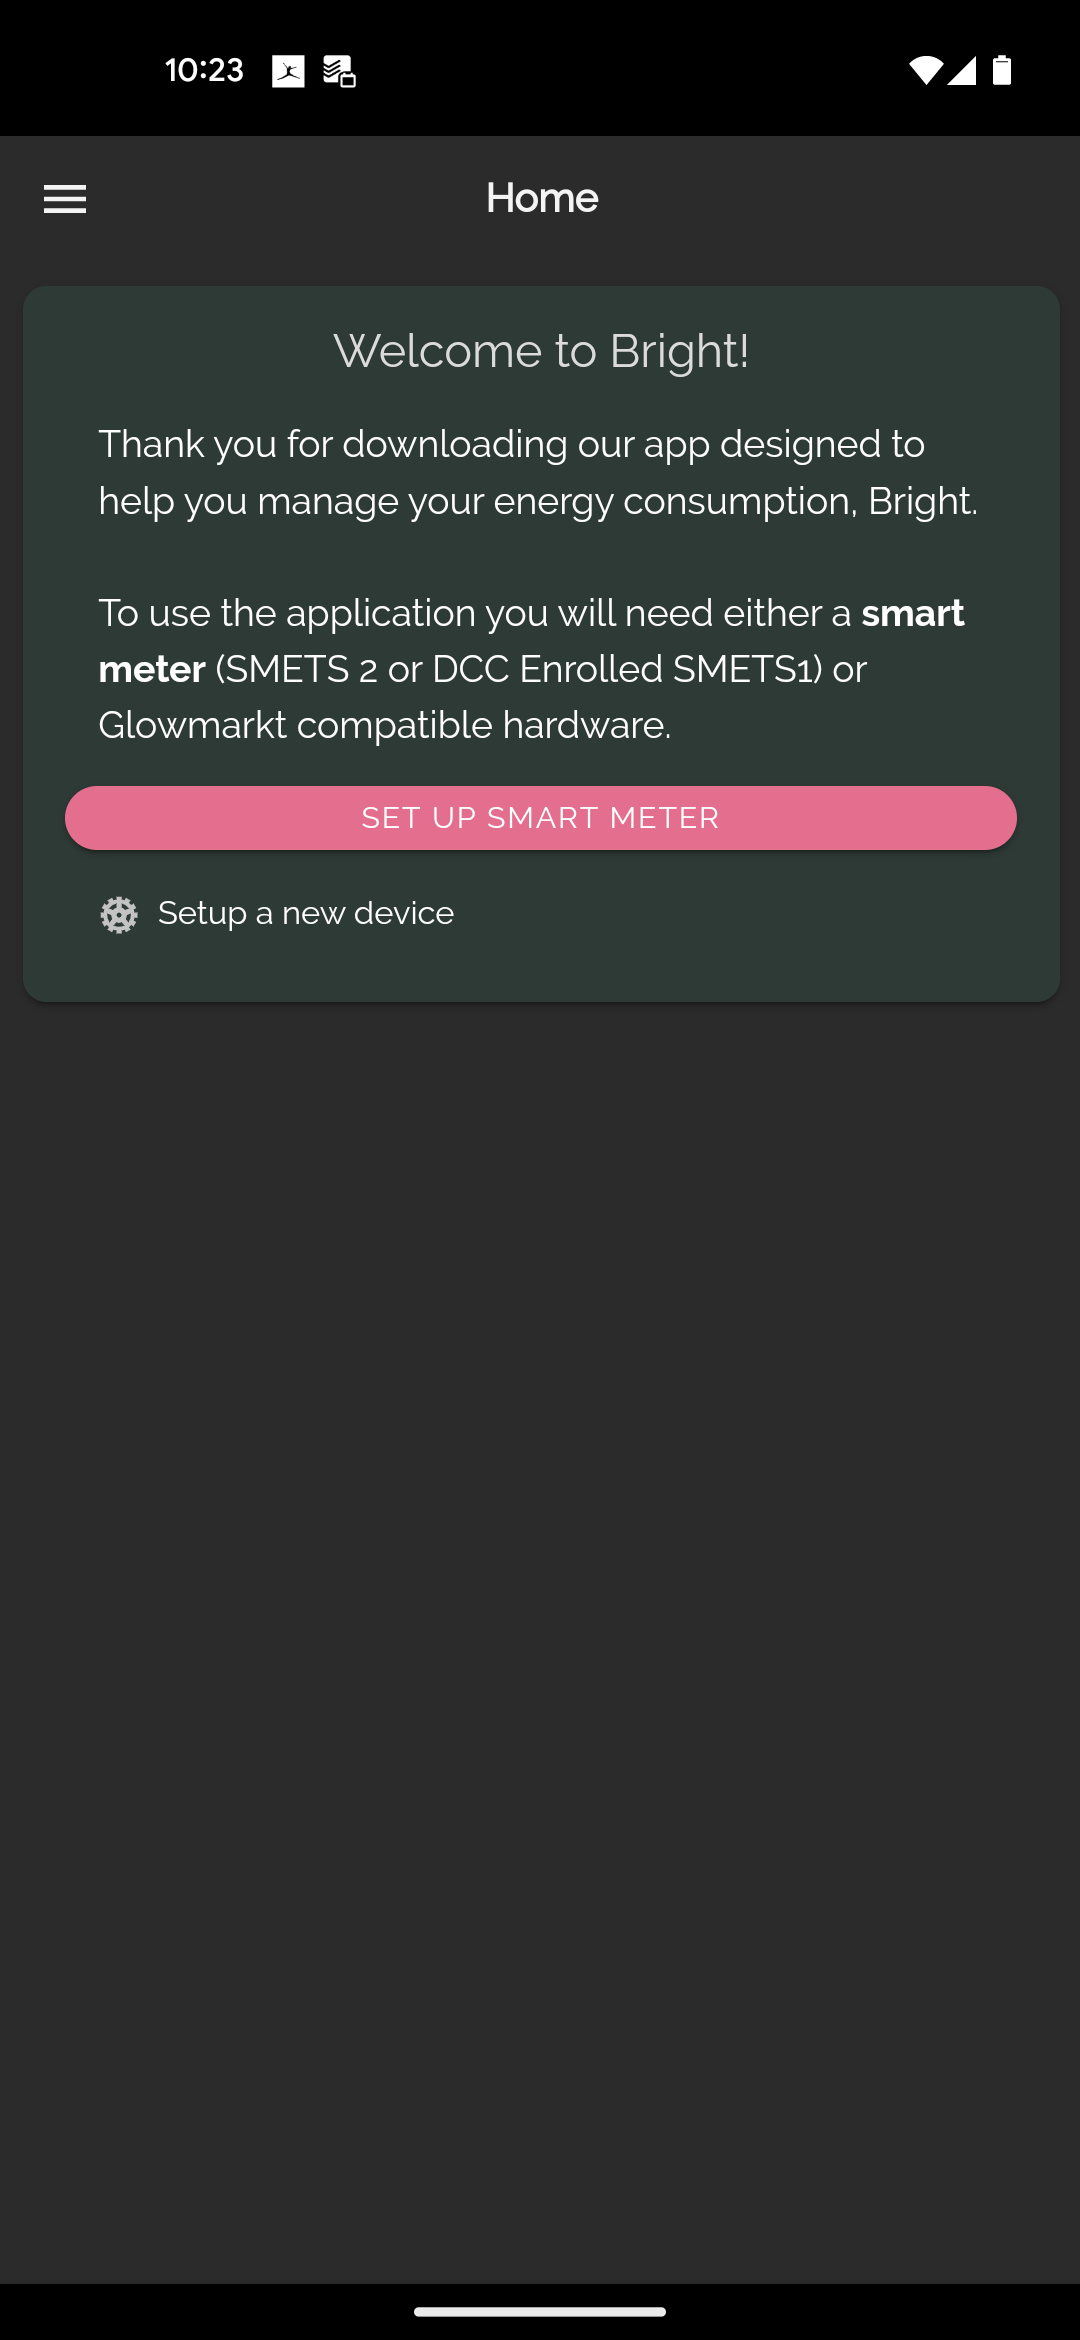 10:23
Home
Welcome to Bright!
Thank you for downloading our app designed to
help you manage your energy consumption, Bright.
To use the application you will need either a smart
meter (SMETS 2 or DCC Enrolled SMETS1) or
Glowmarkt compatible hardware.
SET UP SMART METER
Setup a new device